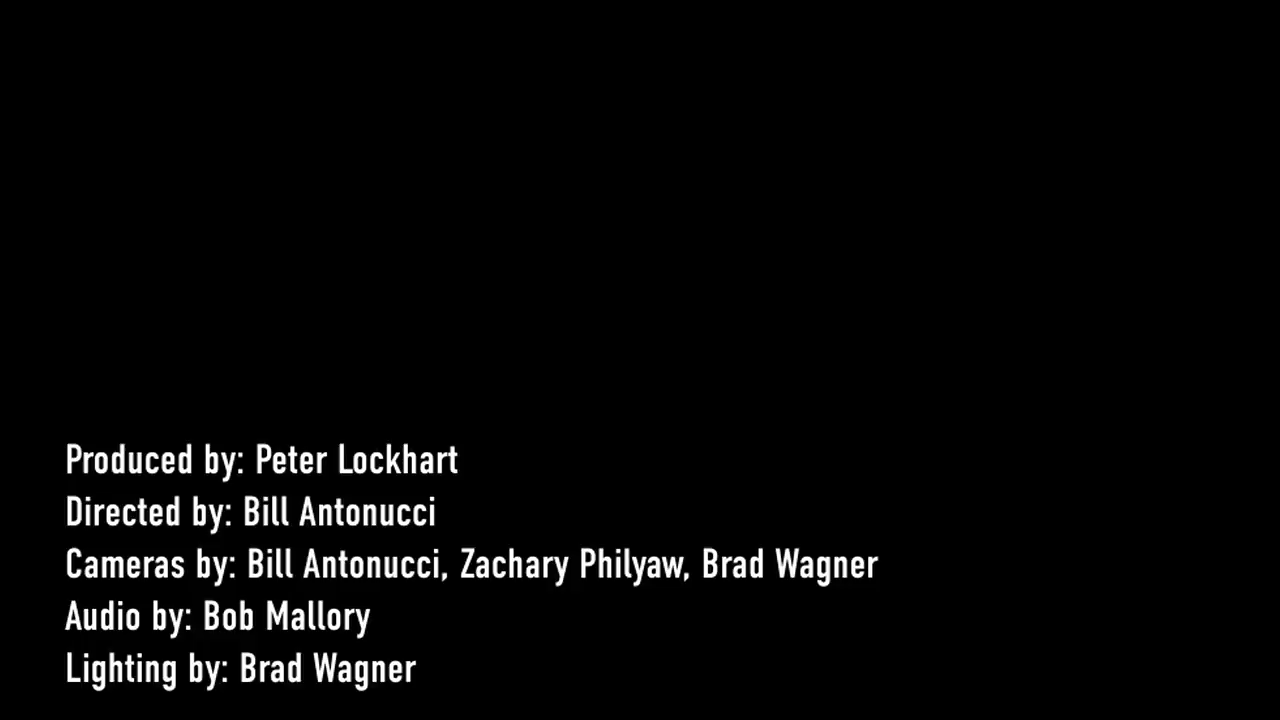 Produced by: Peter Lockhart
Directed by: Bill Antonucci
Cameras by: Bill Antonucci, Zachary Philyaw, Brad Wagner
Audio by: Bob Mallory
Lighting by: Brad Wagner